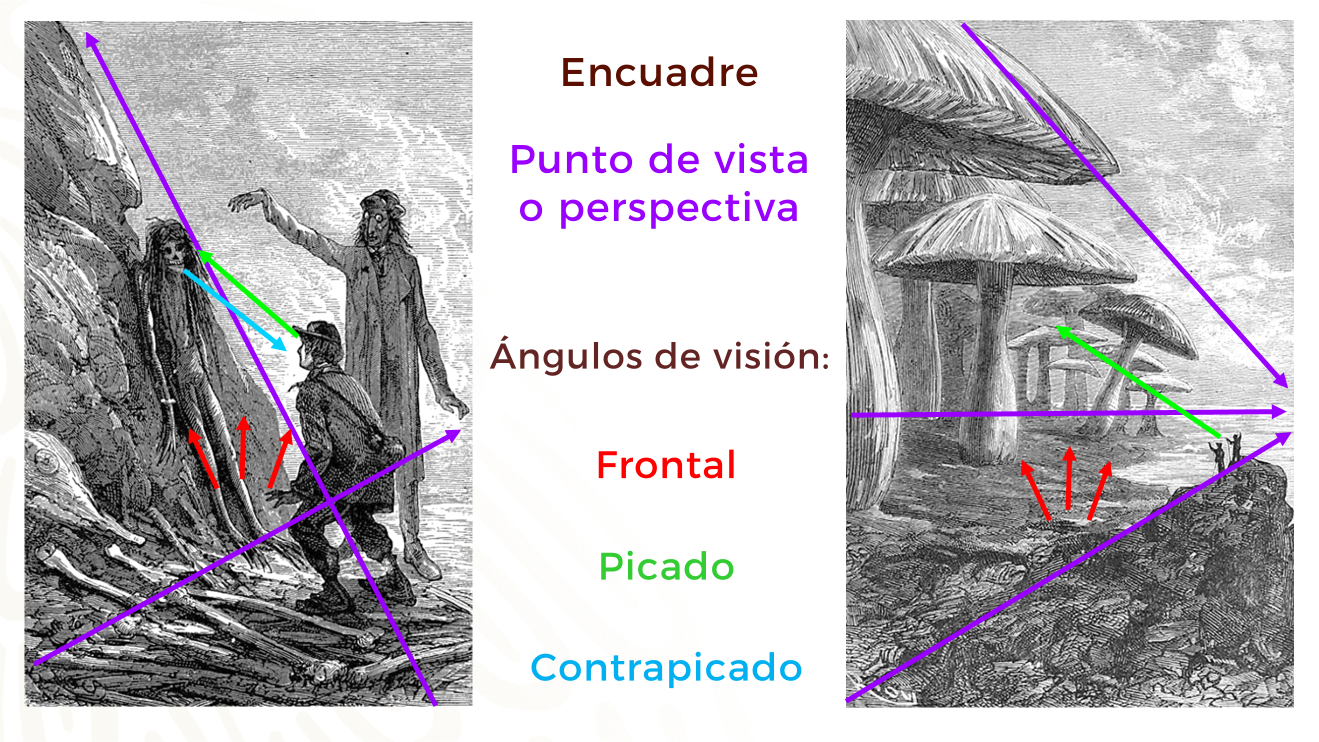 Encuadre
Punto de vista
o perspectiva
Ángulos de visión:
Frontal
Picado
Contrapicado